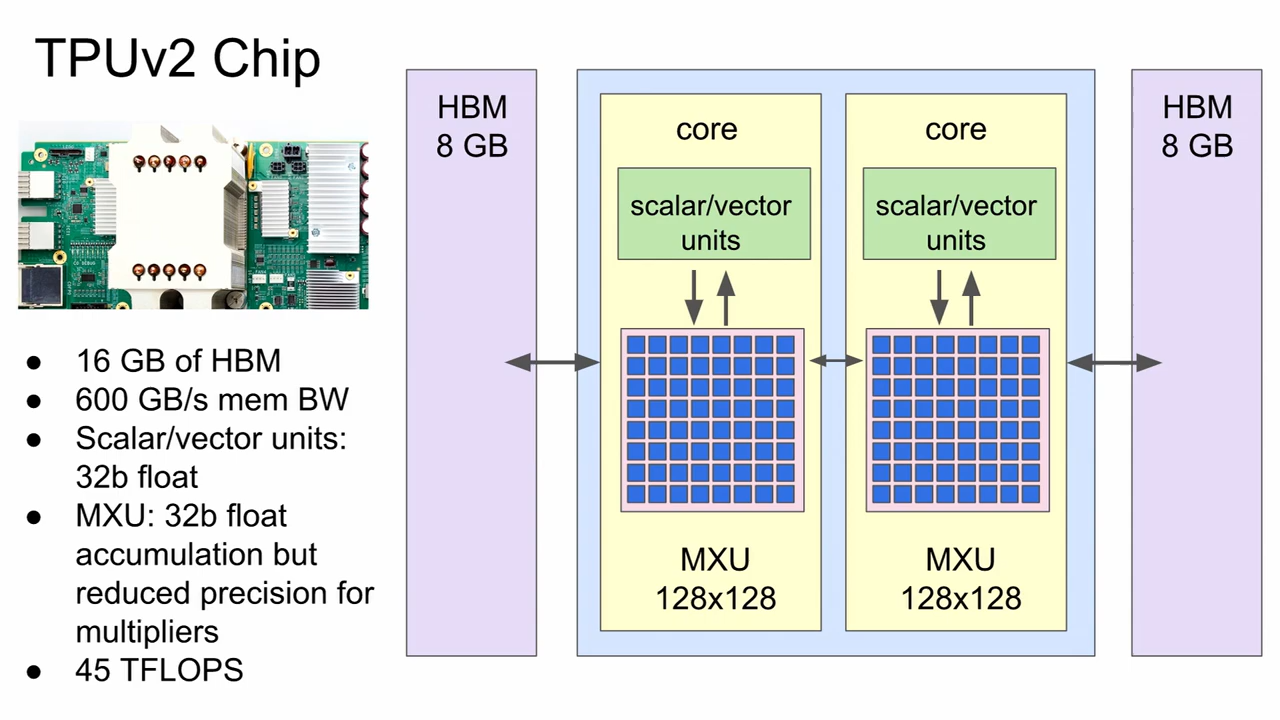 TPUv2 Chip
● 16 GB of HBM
● 600 GB/s mem BW
● Scalar/vector units:
32b float
● MXU: 32b float
accumulation but
reduced precision for
multipliers
● 45 TFLOPS
HBM
8 GB
core
scalar/vector
units
MXU
128x128
core
scalar/vector
units
MXU
128x128
HBM
8 GB